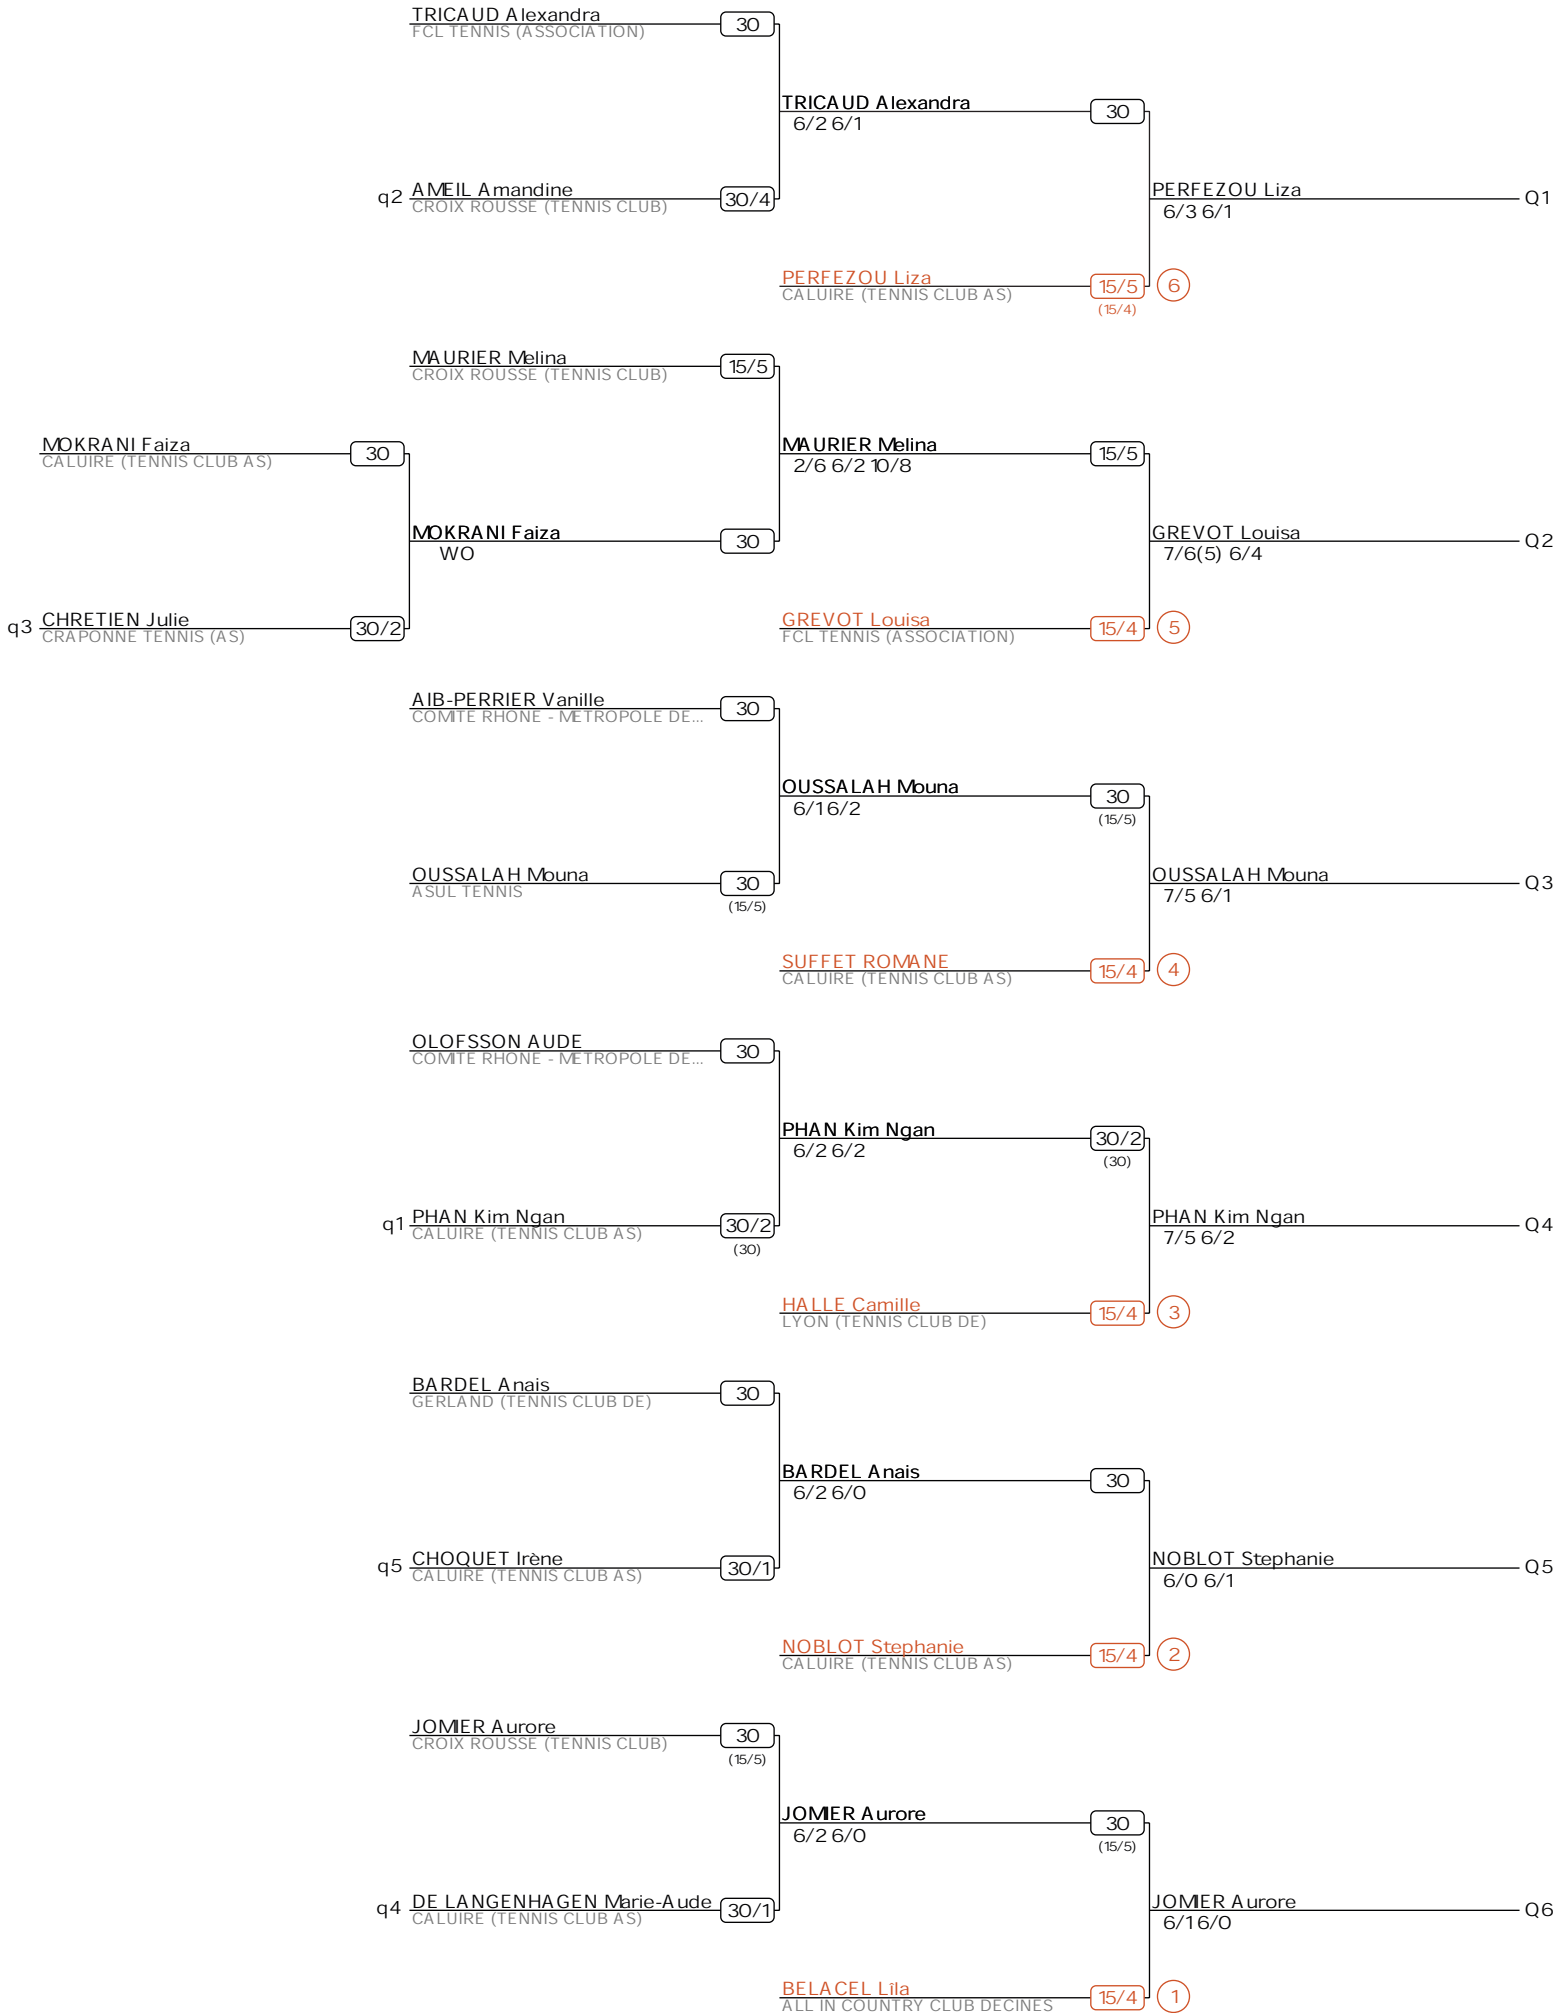 TRICAUD Alexandra
FCL TENNIS (ASSOCIATION)
30
TRICAUD Alexandra
6/2 6/1
30
q2 AMEIL Amandine
CROIX ROUSSE (TENNIS CLUB)
30/4
PERFEZOU Liza
6/3 6/1
Q1
PERFEZOU Liza
CALUIRE (TENNIS CLUB AS)
15/5
(15/4)
6
MAURIER Melina
CROIX ROUSSE (TENNIS CLUB)
15/5
MOKRANI Faiza
CALUIRE (TENNIS CLUB AS)
30
MAURIER Melina
2/6 6/2 10/8
15/5
MOKRANI Faiza
WO
30
GREVOT Louisa
7/6(5) 6/4
Q2
q3 CHRETIEN Julie
CRAPONNE TENNIS (AS)
30/2
GREVOT Louisa
FCL TENNIS (ASSOCIATION)
15/4
5
AIB-PERRIER Vanille
COMITE RHONE - METROPOLE DE...
30
OUSSALAH Mouna
6/1 6/2
30
(15/5)
OUSSALAH Mouna
ASUL TENNIS
30
(15/5)
OUSSALAH Mouna
7/5 6/1
Q3
SUFFET ROMANE
CALUIRE (TENNIS CLUB AS)
15/4
4
OLOFSSON AUDE
COMITE RHONE - METROPOLE DE...
30
PHAN Kim Ngan
6/2 6/2
30/2
(30)
q1 PHAN Kim Ngan
CALUIRE (TENNIS CLUB AS)
30/2
(30)
PHAN Kim Ngan
7/5 6/2
Q4
HALLE Camille
LYON (TENNIS CLUB DE)
15/4
3
BARDEL Anais
GERLAND (TENNIS CLUB DE)
30
BARDEL Anais
6/2 6/0
30
q5 CHOQUET Irène
CALUIRE (TENNIS CLUB AS)
30/1
NOBLOT Stephanie
6/0 6/1
Q5
NOBLOT Stephanie
CALUIRE (TENNIS CLUB AS)
15/4
2
JOMIER Aurore
CROIX ROUSSE (TENNIS CLUB)
30
(15/5)
JOMIER Aurore
6/2 6/0
30
(15/5)
q4 DE LANGENHAGEN Marie-Aude
CALUIRE (TENNIS CLUB AS)
30/1
JOMIER Aurore
6/1 6/0
Q6
BELACEL Lîla
ALL IN COUNTRY CLUB DECINES
15/4
1